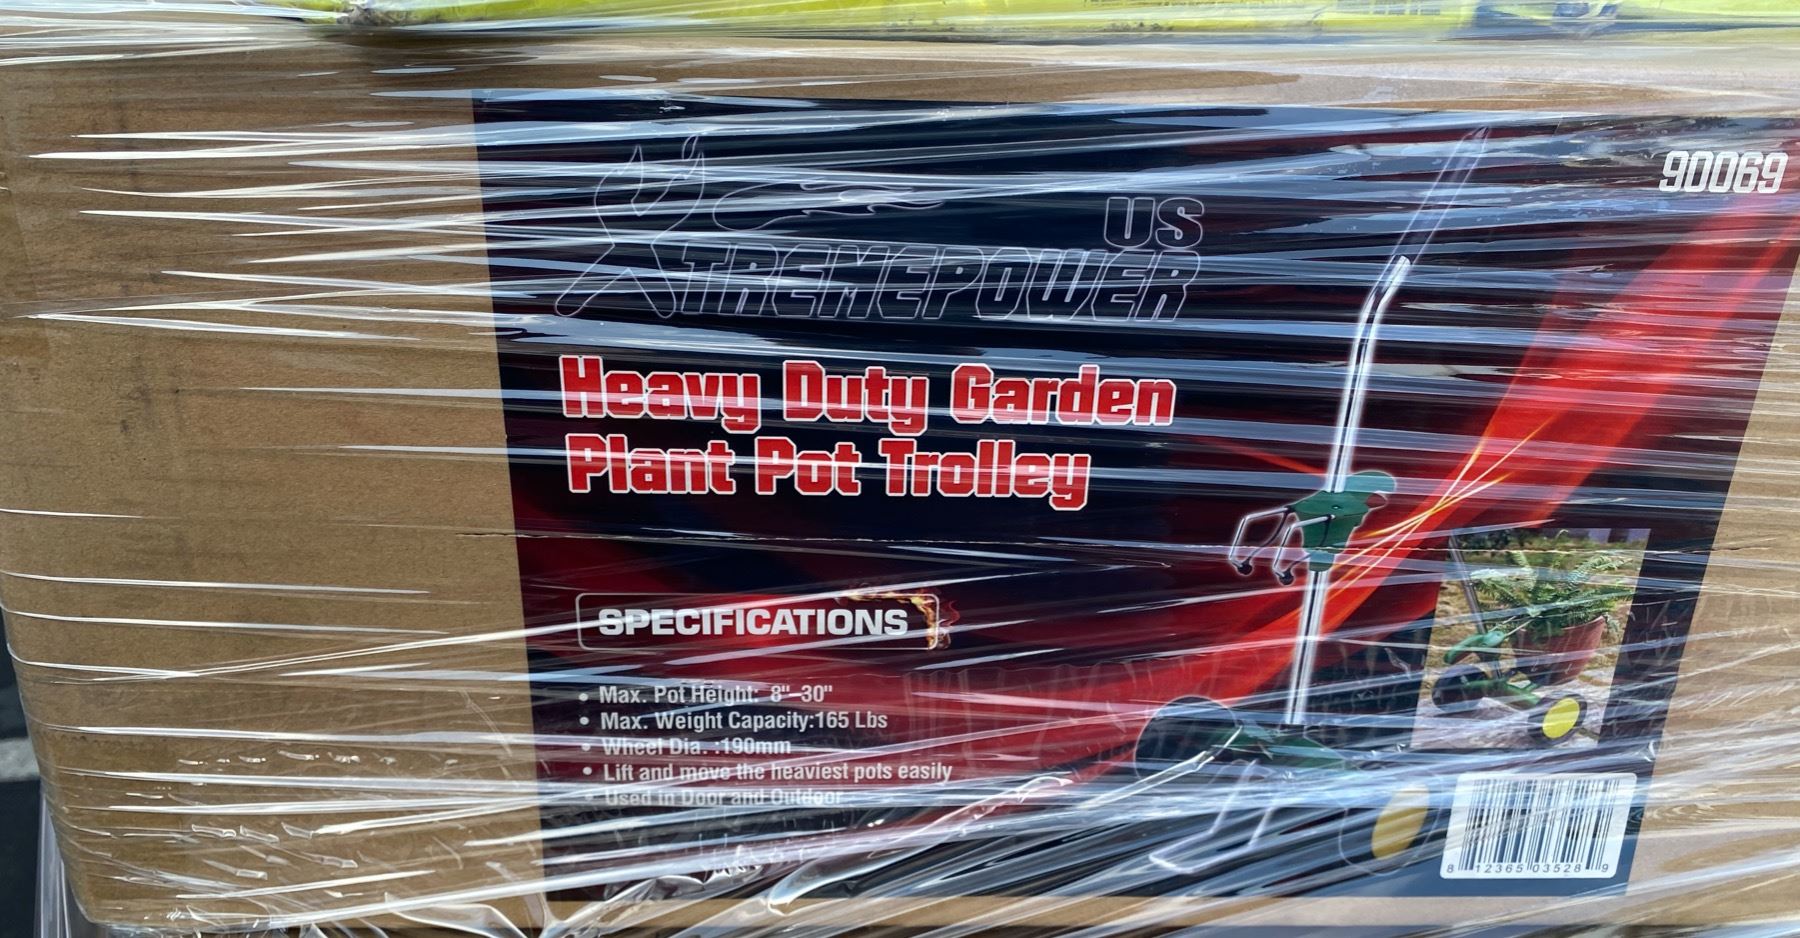 90069
US
XTREMEPOWER
Heavy Duty Garden
Plant Pot Trolley
SPECIFICATIONS
• Max. Pot Height: 8"-30"
• Max. Weight Capacity:165 Lbs
• Wheel Dia. :190mm
• Lift and move the heaviest pots easily
• Used in Door and Outdoor
8 12365 03528 9